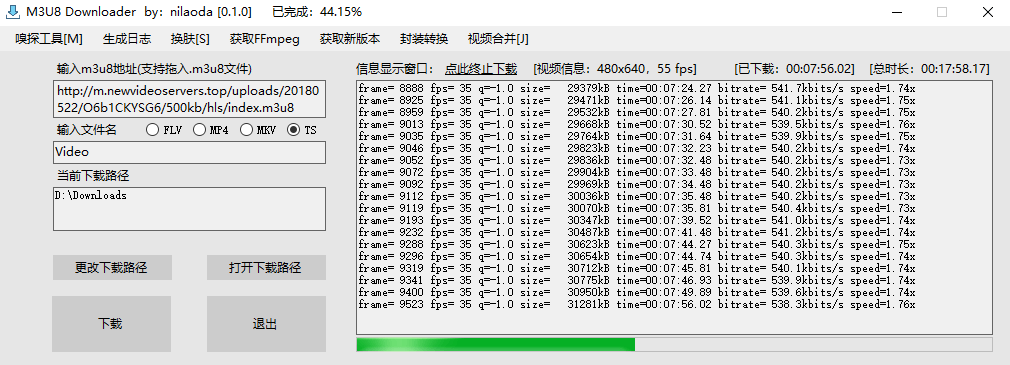 M3U8 Downloader by：nilaoda [0.1.0] 已完成：44.15%
嗅探工具[M] 生成日志 换肤[S] 获取FFmpeg 获取新版本 封装转换 视频合并[J]
输入m3u8地址(支持拖入.m3u8文件)
http://m.newvideoservers.top/uploads/20180
522/O6b1CKYSG6/500kb/hls/index.m3u8
输入文件名 FLV MP4 MKV TS
Video
当前下载路径
D:\Downloads
更改下载路径 打开下载路径
下载 退出
信息显示窗口： 点此终止下载 [视频信息：480x640，55 fps] [已下载：00:07:56.02] [总时长：00:17:58.17]
frame= 8888 fps= 35 q=-1.0 size= 29379kB time=00:07:24.27 bitrate= 541.7kbits/s speed=1.74x
frame= 8925 fps= 35 q=-1.0 size= 29471kB time=00:07:26.14 bitrate= 541.1kbits/s speed=1.75x
frame= 8959 fps= 35 q=-1.0 size= 29532kB time=00:07:27.81 bitrate= 540.2kbits/s speed=1.75x
frame= 9013 fps= 35 q=-1.0 size= 29668kB time=00:07:30.52 bitrate= 539.5kbits/s speed=1.76x
frame= 9035 fps= 35 q=-1.0 size= 29764kB time=00:07:31.64 bitrate= 539.9kbits/s speed=1.75x
frame= 9046 fps= 35 q=-1.0 size= 29823kB time=00:07:32.23 bitrate= 540.2kbits/s speed=1.74x
frame= 9052 fps= 35 q=-1.0 size= 29836kB time=00:07:32.48 bitrate= 540.2kbits/s speed=1.73x
frame= 9072 fps= 35 q=-1.0 size= 29904kB time=00:07:33.48 bitrate= 540.2kbits/s speed=1.73x
frame= 9092 fps= 35 q=-1.0 size= 29969kB time=00:07:34.48 bitrate= 540.2kbits/s speed=1.73x
frame= 9112 fps= 35 q=-1.0 size= 30036kB time=00:07:35.48 bitrate= 540.2kbits/s speed=1.73x
frame= 9119 fps= 35 q=-1.0 size= 30070kB time=00:07:35.81 bitrate= 540.4kbits/s speed=1.73x
frame= 9193 fps= 35 q=-1.0 size= 30347kB time=00:07:39.52 bitrate= 541.0kbits/s speed=1.74x
frame= 9232 fps= 35 q=-1.0 size= 30487kB time=00:07:41.48 bitrate= 541.2kbits/s speed=1.74x
frame= 9288 fps= 35 q=-1.0 size= 30623kB time=00:07:44.27 bitrate= 540.3kbits/s speed=1.75x
frame= 9296 fps= 35 q=-1.0 size= 30654kB time=00:07:44.74 bitrate= 540.3kbits/s speed=1.74x
frame= 9319 fps= 35 q=-1.0 size= 30712kB time=00:07:45.81 bitrate= 540.1kbits/s speed=1.74x
frame= 9341 fps= 35 q=-1.0 size= 30775kB time=00:07:46.93 bitrate= 539.9kbits/s speed=1.74x
frame= 9400 fps= 35 q=-1.0 size= 30950kB time=00:07:49.89 bitrate= 539.6kbits/s speed=1.74x
frame= 9523 fps= 35 q=-1.0 size= 31281kB time=00:07:56.02 bitrate= 538.3kbits/s speed=1.76x